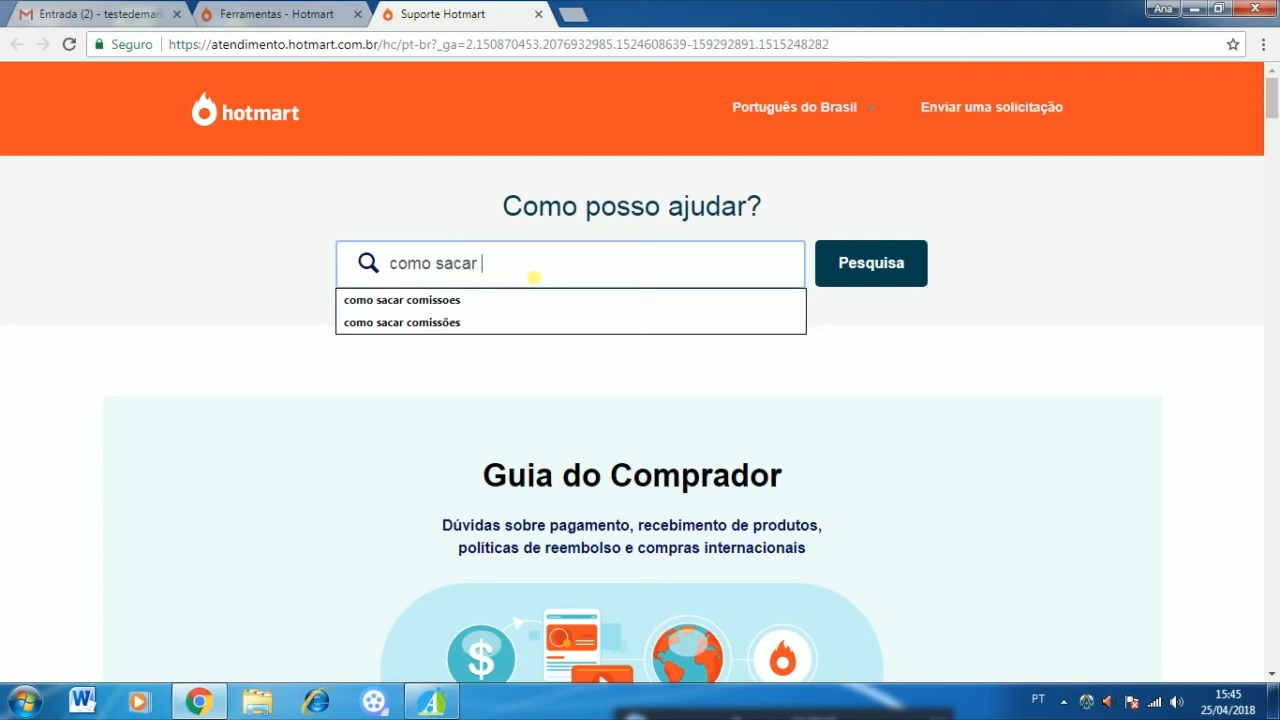 Entrada (2) - testedemark
Ferramentas - Hotmart
Suporte Hotmart
Ana
Seguro
https://atendimento.hotmart.com.br/hc/pt-br?_ga=2.150870453.2076932985.1524608639-159292891.1515248282
hotmart
Português do Brasil
Enviar uma solicitação
Como posso ajudar?
como sacar
Pesquisa
como sacar comissoes
como sacar comissões
Guia do Comprador
Dúvidas sobre pagamento, recebimento de produtos,
políticas de reembolso e compras internacionais
$
W
PT
15:45
25/04/2018